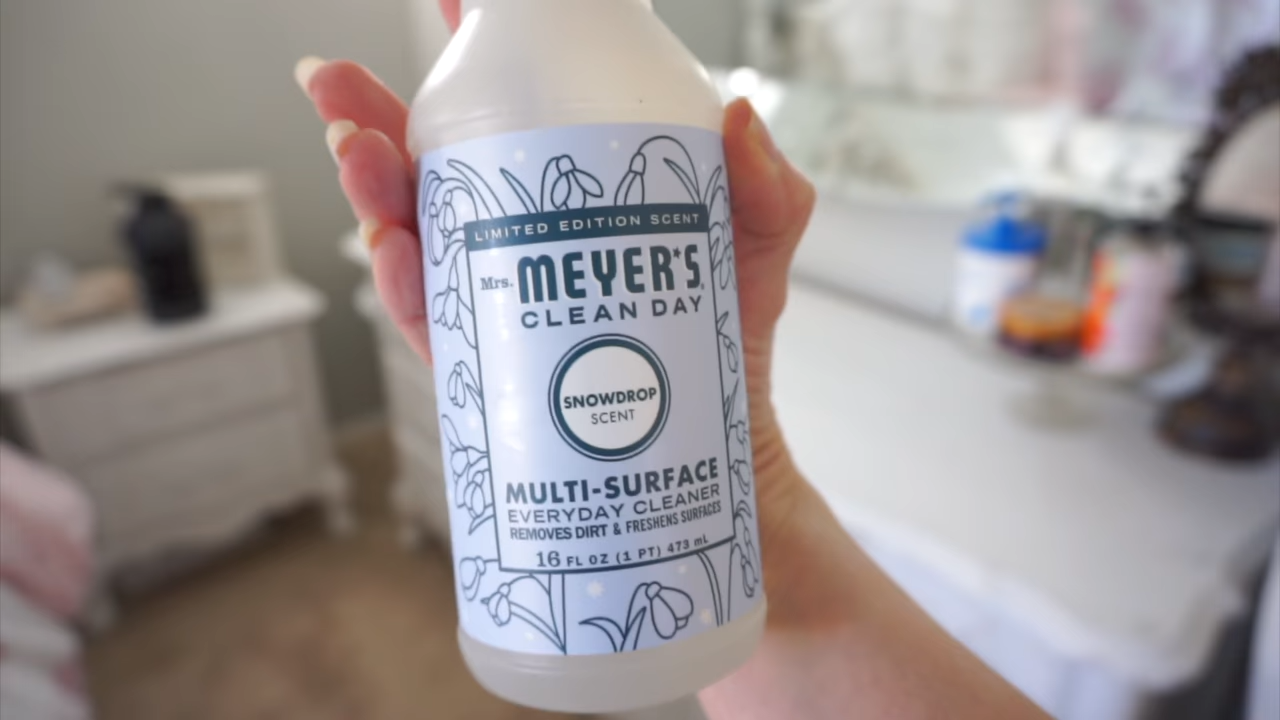 LIMITED EDITION SCENT
Mrs. MEYER'S
CLEAN DAY
SNOWDROP
SCENT
MULTI-SURFACE
EVERYDAY CLEANER
REMOVES DIRT & FRESHENS SURFACES
16 FL OZ (1 PT) 473 mL